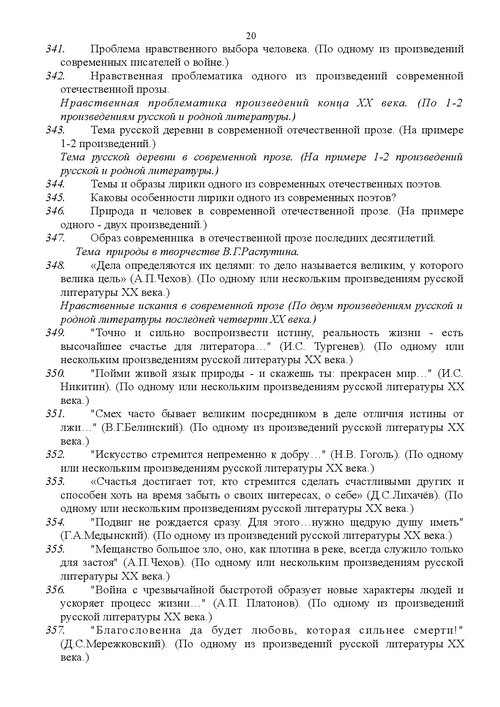 20
341. Проблема нравственного выбора человека. (По одному из произведений
современных писателей о войне.)
342. Нравственная проблематика одного из произведений современной
отечественной прозы.
Нравственная проблематика произведений конца XX века. (По 1-2
произведениям русской и родной литературы.)
343. Тема русской деревни в современной отечественной прозе. (На примере
1-2 произведений.)
Тема русской деревни в современной прозе. (На примере 1-2 произведений
русской и родной литературы.)
344. Темы и образы лирики одного из современных отечественных поэтов.
345. Каковы особенности лирики одного из современных поэтов?
346. Природа и человек в современной отечественной прозе. (На примере
одного - двух произведений.)
347. Образ современника в отечественной прозе последних десятилетий.
Тема природы в творчестве В.Г.Распутина.
348. «Дела определяются их целями: то дело называется великим, у которого
велика цель» (А.П.Чехов). (По одному или нескольким произведениям русской
литературы XX века.)
Нравственные искания в современной прозе (По двум произведениям русской и
родной литературы последней четверти XX века.)
349. "Точно и сильно воспроизвести истину, реальность жизни - есть
высочайшее счастье для литератора…" (И.С. Тургенев). (По одному или
нескольким произведениям русской литературы XX века.)
350. "Пойми живой язык природы - и скажешь ты: прекрасен мир…" (И.С.
Никитин). (По одному или нескольким произведениям русской литературы XX
века.)
351. "Смех часто бывает великим посредником в деле отличия истины от
лжи…" (В.Г.Белинский). (По одному из произведений русской литературы XX
века.)
352. "Искусство стремится непременно к добру…" (Н.В. Гоголь). (По одному
или нескольким произведениям русской литературы XX века.)
353. «Счастья достигает тот, кто стремится сделать счастливыми других и
способен хоть на время забыть о своих интересах, о себе» (Д.С.Лихачёв). (По
одному или нескольким произведениям русской литературы XX века.)
354. "Подвиг не рождается сразу. Для этого…нужно щедрую душу иметь"
(Г.А.Медынский). (По одному из произведений русской литературы XX века.)
355. "Мещанство большое зло, оно, как плотина в реке, всегда служило только
для застоя" (А.П.Чехов). (По одному или нескольким произведениям русской
литературы XX века.)
356. "Война с чрезвычайной быстротой образует новые характеры людей и
ускоряет процесс жизни…" (А.П. Платонов). (По одному из произведений
русской литературы XX века.)
357. "Благословенна да будет любовь, которая сильнее смерти!"
(Д.С.Мережковский). (По одному из произведений русской литературы XX
века.)